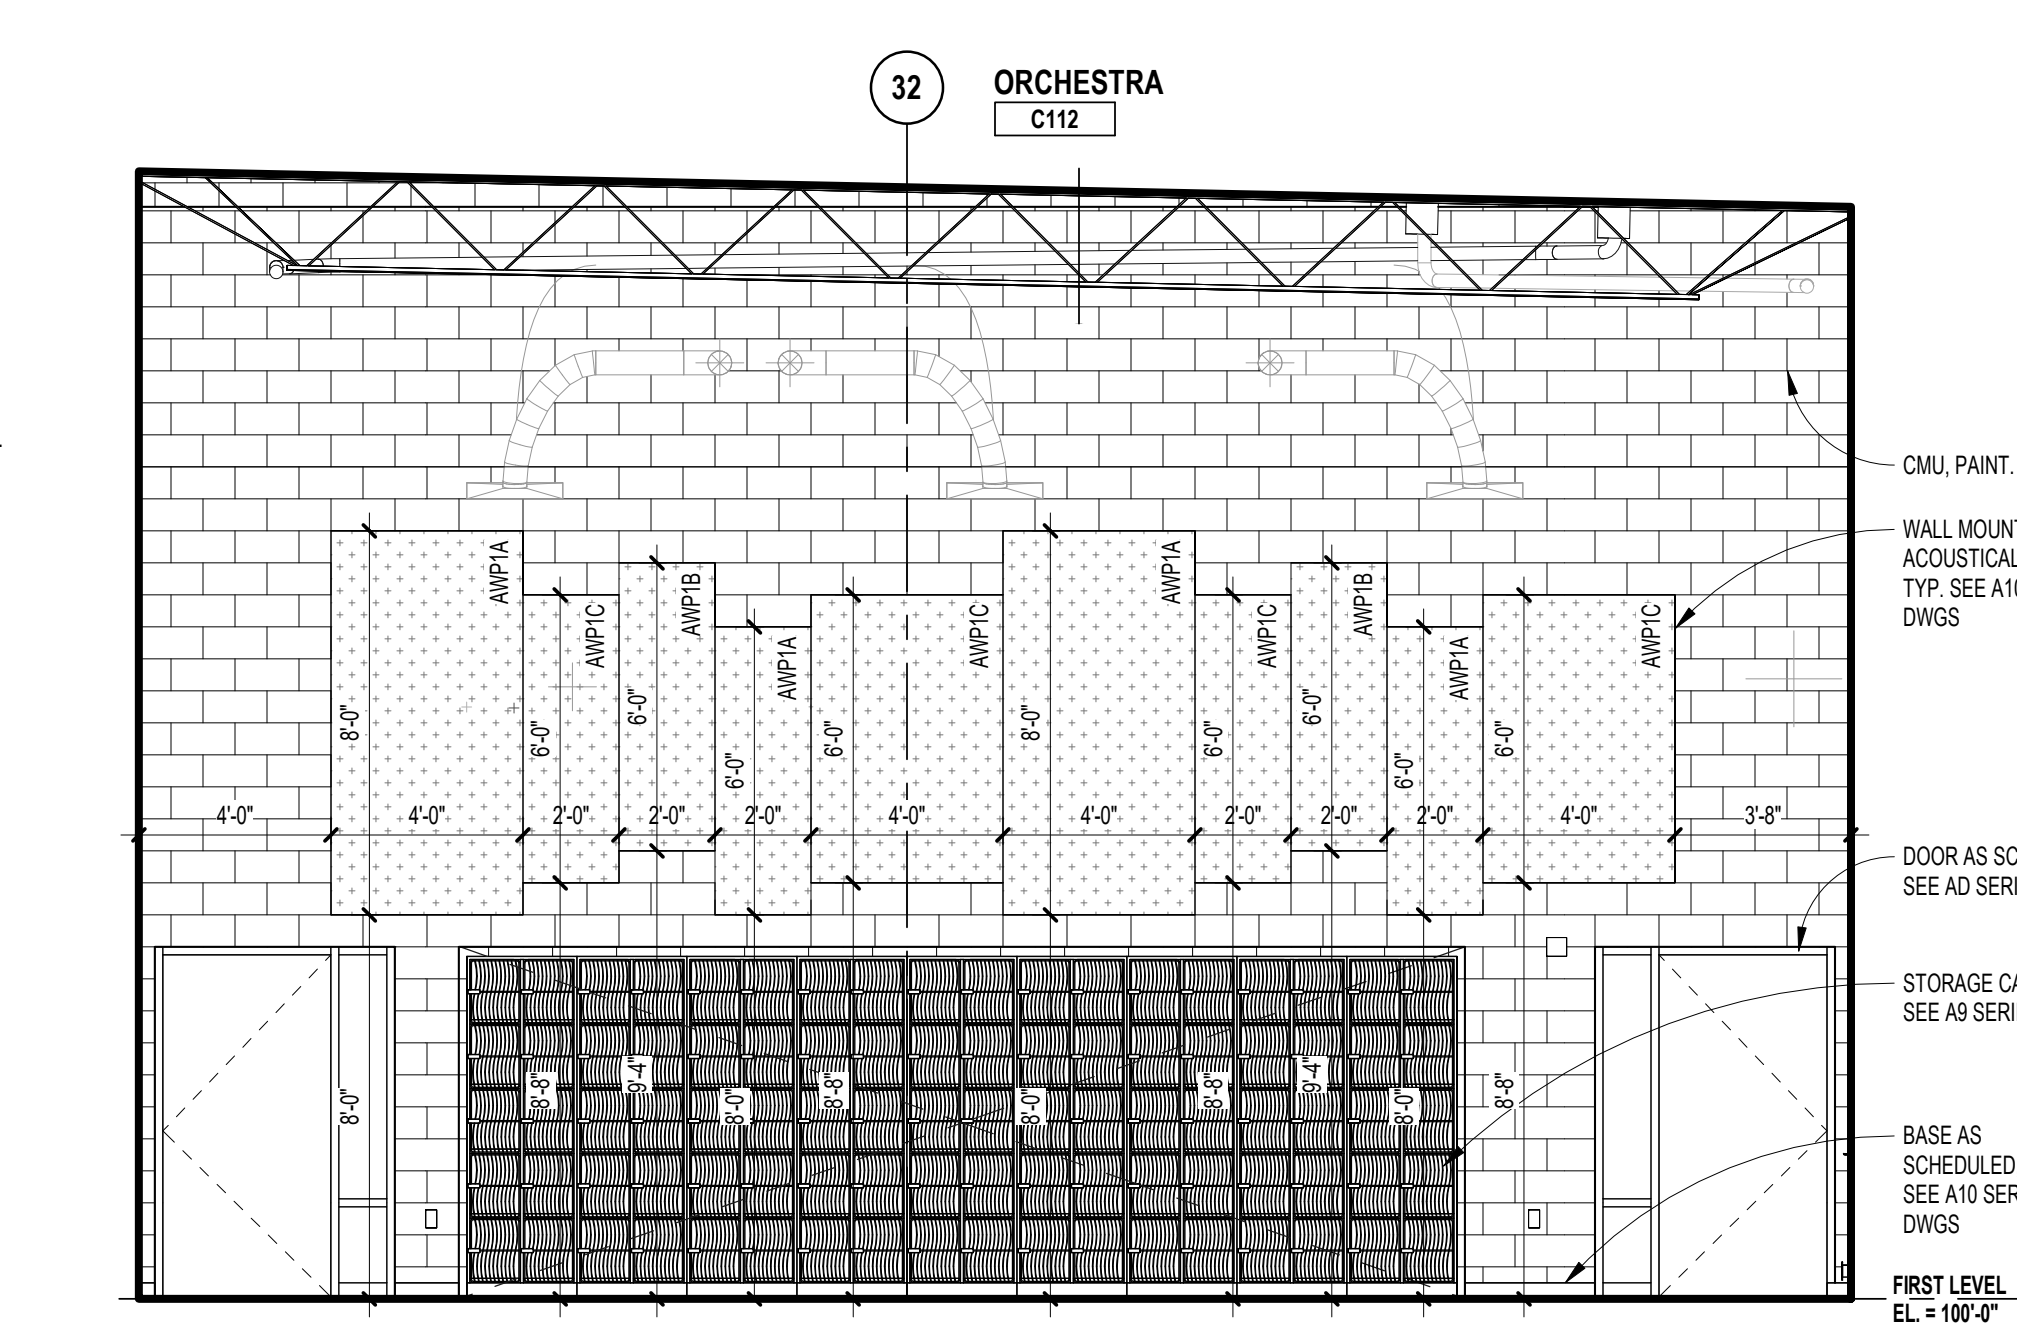 32
ORCHESTRA
C112
CMU, PAINT.
WALL MOUNT
ACOUSTICAL
TYP. SEE A10
DWGS
AWP1A
AWP1C
AWP1B
AWP1A
AWP1C
AWP1A
AWP1C
AWP1B
AWP1A
AWP1C
8'-0"
6'-0"
6'-0"
6'-0"
6'-0"
8'-0"
6'-0"
6'-0"
6'-0"
6'-0"
4'-0"
4'-0"
2'-0"
2'-0"
2'-0"
4'-0"
4'-0"
2'-0"
2'-0"
2'-0"
4'-0"
3'-8"
DOOR AS SC
SEE AD SERI
STORAGE CA
SEE A9 SERI
8'-0"
8'-8"
9'-4"
8'-0"
8'-8"
8'-0"
8'-8"
9'-4"
8'-0"
8'-8"
BASE AS
SCHEDULED
SEE A10 SER
DWGS
FIRST LEVEL
EL. = 100'-0"